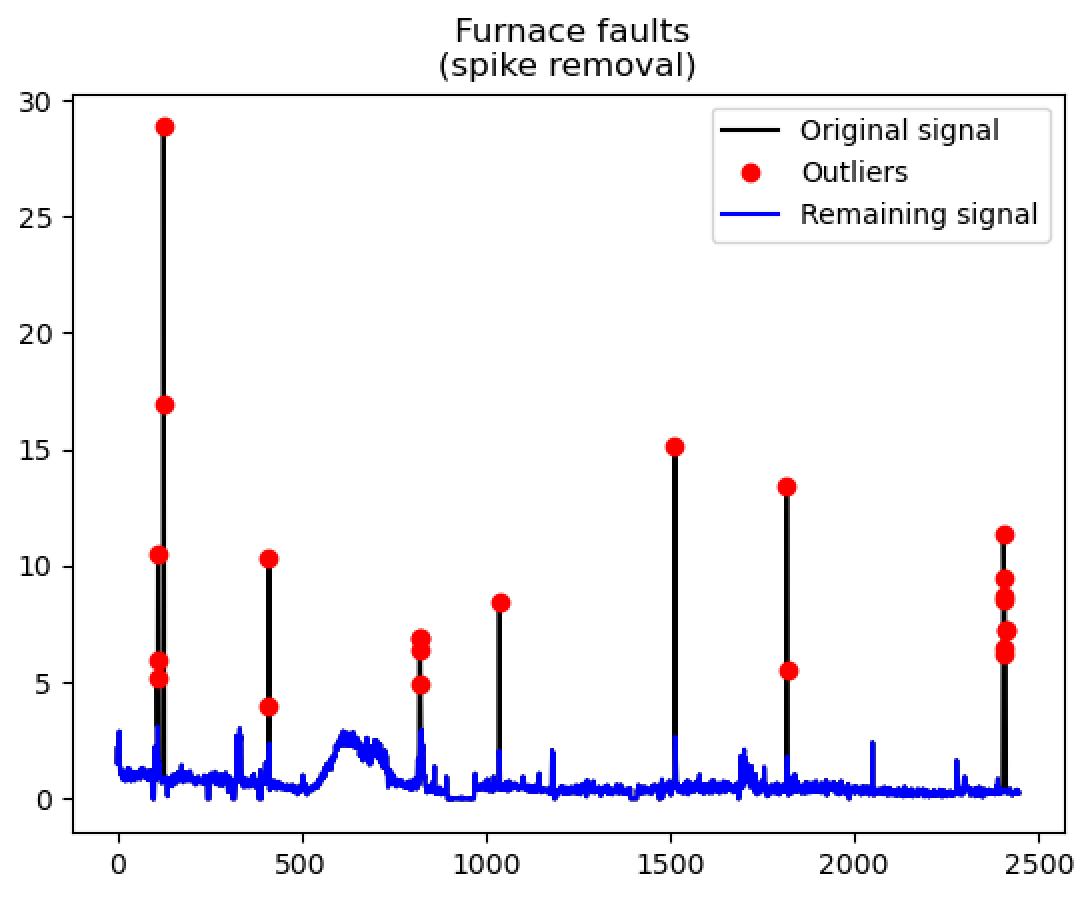 Furnace faults
(spike removal)
30
25
20
15
10
5
0
Original signal
Outliers
Remaining signal
0 500 1000 1500 2000 2500